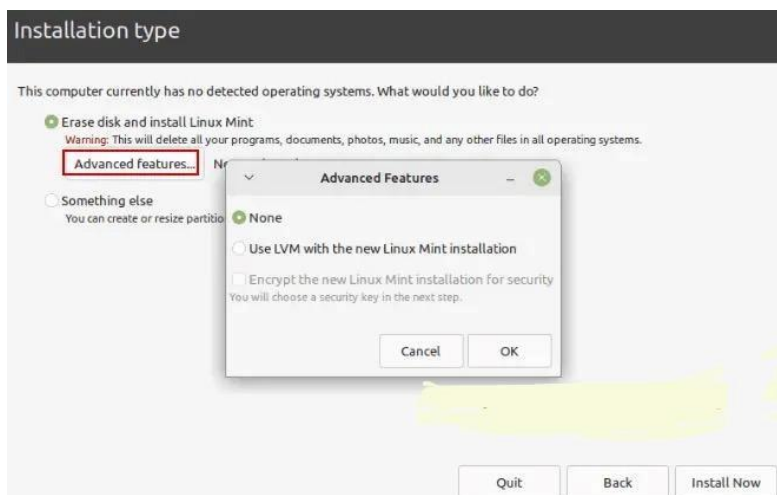 Installation type
This computer currently has no detected operating systems. What would you like to do?
Erase disk and install Linux Mint
Warning: This will delete all your programs, documents, photos, music, and any other files in all operating systems.
Advanced features...
Advanced Features
Something else
You can create or resize
None
Use LVM with the new Linux Mint installation
Encrypt the new Linux Mint installation for security
You will choose a security key in the next step.
Cancel OK
Quit Back Install Now